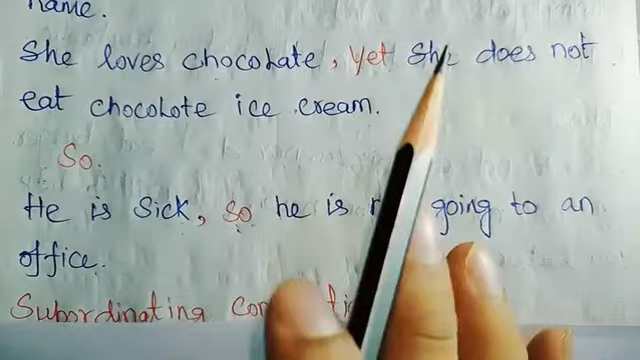 name.
She loves chocolate, yet She does not
eat chocolote ice cream.
So.
He is Sick, so he is going to an
office.
Subordinating